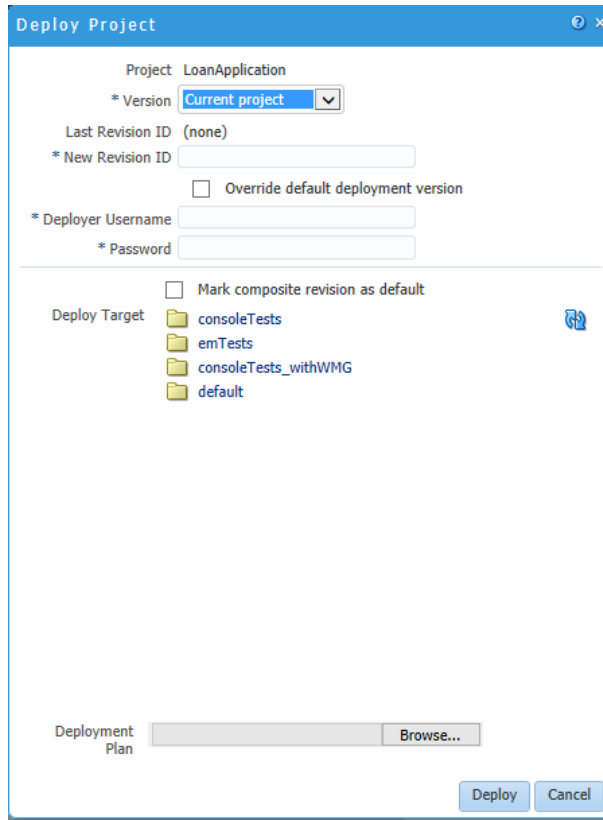 Deploy Project
Project LoanApplication
* Version Current project
Last Revision ID (none)
* New Revision ID
Override default deployment version
* Deployer Username
* Password
Mark composite revision as default
Deploy Target consoleTests
emTests
consoleTests_withWMG
default
Deployment Plan Browse...
Deploy Cancel